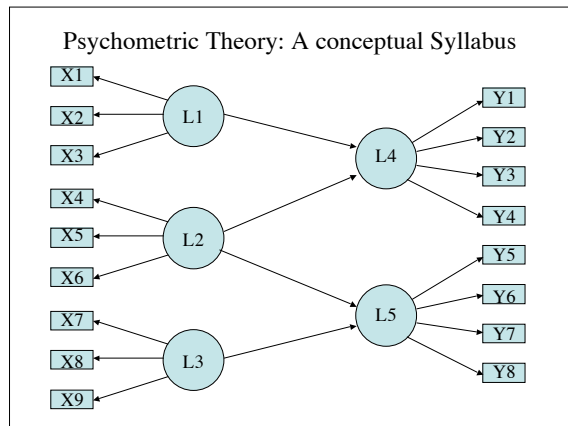 Psychometric Theory: A conceptual Syllabus
X1
X2
X3
X4
X5
X6
X7
X8
X9
L1
L2
L3
L4
L5
Y1
Y2
Y3
Y4
Y5
Y6
Y7
Y8